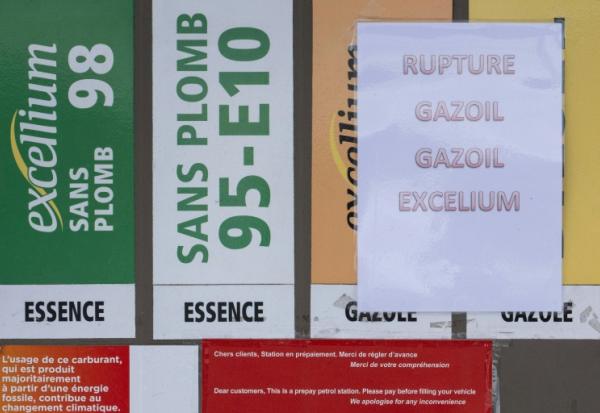 excellium
SANS
PLOMB
98
ESSENCE
SANS PLOMB
95-E10
ESSENCE
excellium
GAZOLE
RUPTURE
GAZOIL
GAZOIL
EXCELIUM
GAZOLE
L'usage de ce carburant,
qui est produit
majoritairement
à partir d'une énergie
fossile, contribue au
changement climatique.
Chers clients, Station en prépaiement. Merci de régler d'avance
Merci de votre compréhension
Dear customers, This is a prepay petrol station. Please pay before filling your vehicle
We apologise for any inconvenience